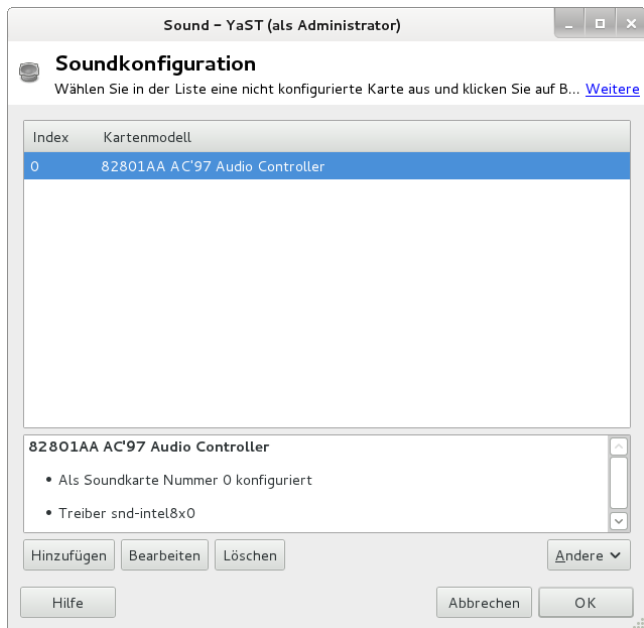 Sound – YaST (als Administrator)
Soundkonfiguration
Wählen Sie in der Liste eine nicht konfigurierte Karte aus und klicken Sie auf B... Weitere
Index Kartenmodell
0 82801AA AC'97 Audio Controller
82801AA AC'97 Audio Controller
• Als Soundkarte Nummer 0 konfiguriert
• Treiber snd-intel8x0
Hinzufügen Bearbeiten Löschen Andere
Hilfe Abbrechen OK